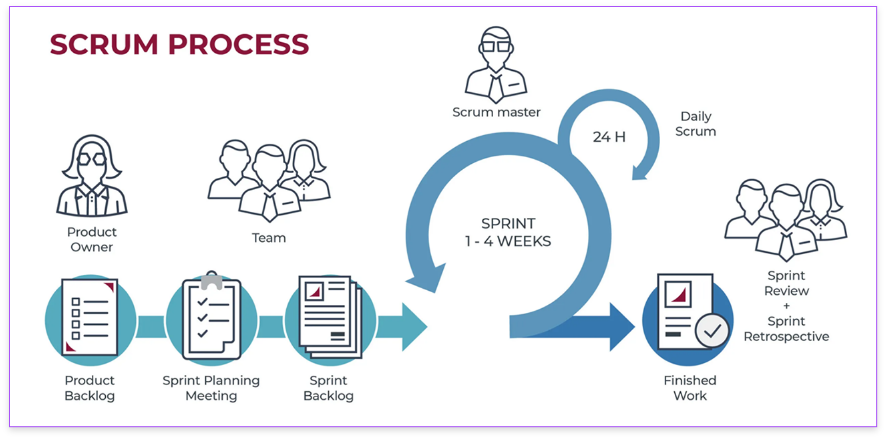 SCRUM PROCESS
Scrum master
24 H
Daily
Scrum
Product
Owner
Team
SPRINT
1 - 4 WEEKS
Sprint
Review
+
Sprint
Retrospective
Product
Backlog
Sprint Planning
Meeting
Sprint
Backlog
Finished
Work